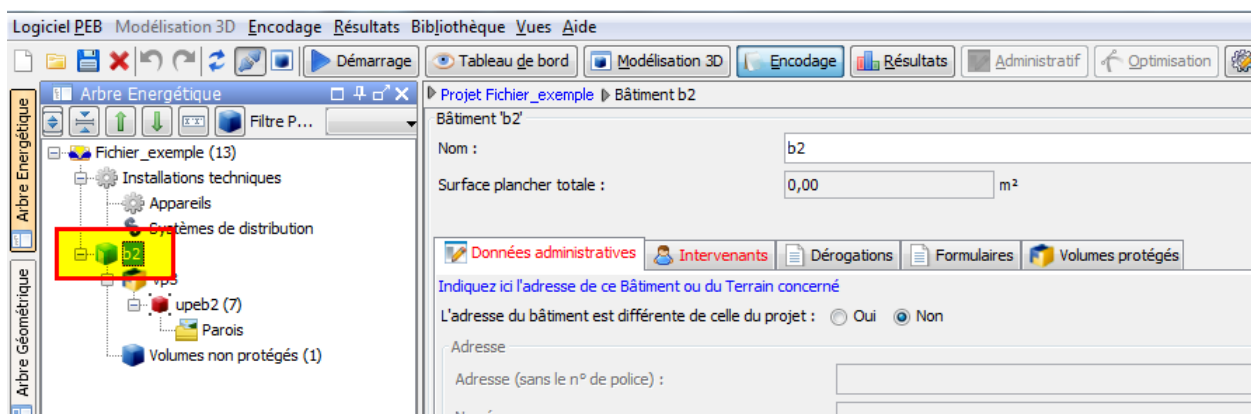 Logiciel PEB Modélisation 3D Encodage Résultats Bibliothèque Vues Aide
Démarrage Tableau de bord Modélisation 3D Encodage Résultats Administratif Optimisation
Arbre Energétique
Projet Fichier_exemple Bâtiment b2
Filtre P...
Bâtiment 'b2'
Fichier_exemple (13)
Nom : b2
Installations techniques
Surface plancher totale : 0,00 m²
Appareils
Systèmes de distribution
b2
Données administratives Intervenants Dérogations Formulaires Volumes protégés
Indiquez ici l'adresse de ce Bâtiment ou du Terrain concerné
upeb2 (7)
L'adresse du bâtiment est différente de celle du projet : Oui Non
Parois
Adresse
Volumes non protégés (1)
Adresse (sans le n° de police) :
Arbre Energétique
Arbre Géométrique